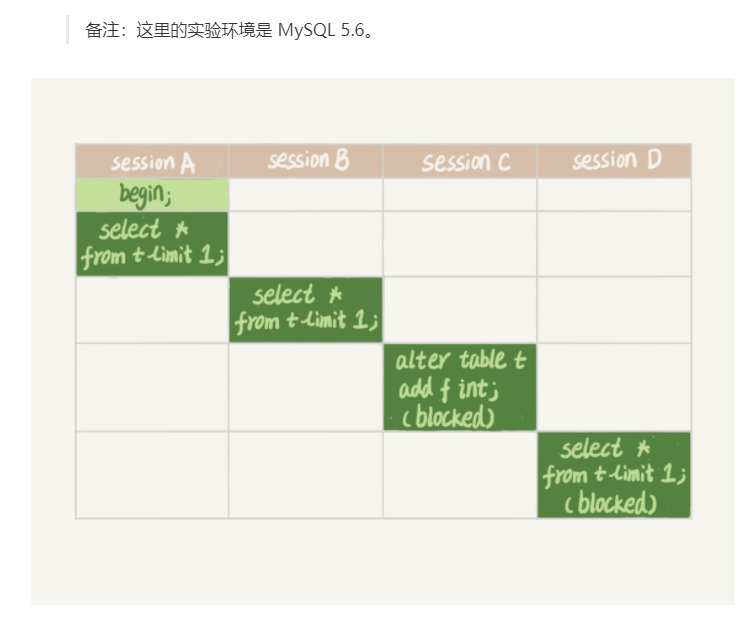 备注：这里的实验环境是 MySQL 5.6。
session A
session B
session C
session D
begin;
select *
from t limit 1;
select *
from t limit 1;
alter table t
add f int;
(blocked)
select *
from t limit 1;
(blocked)